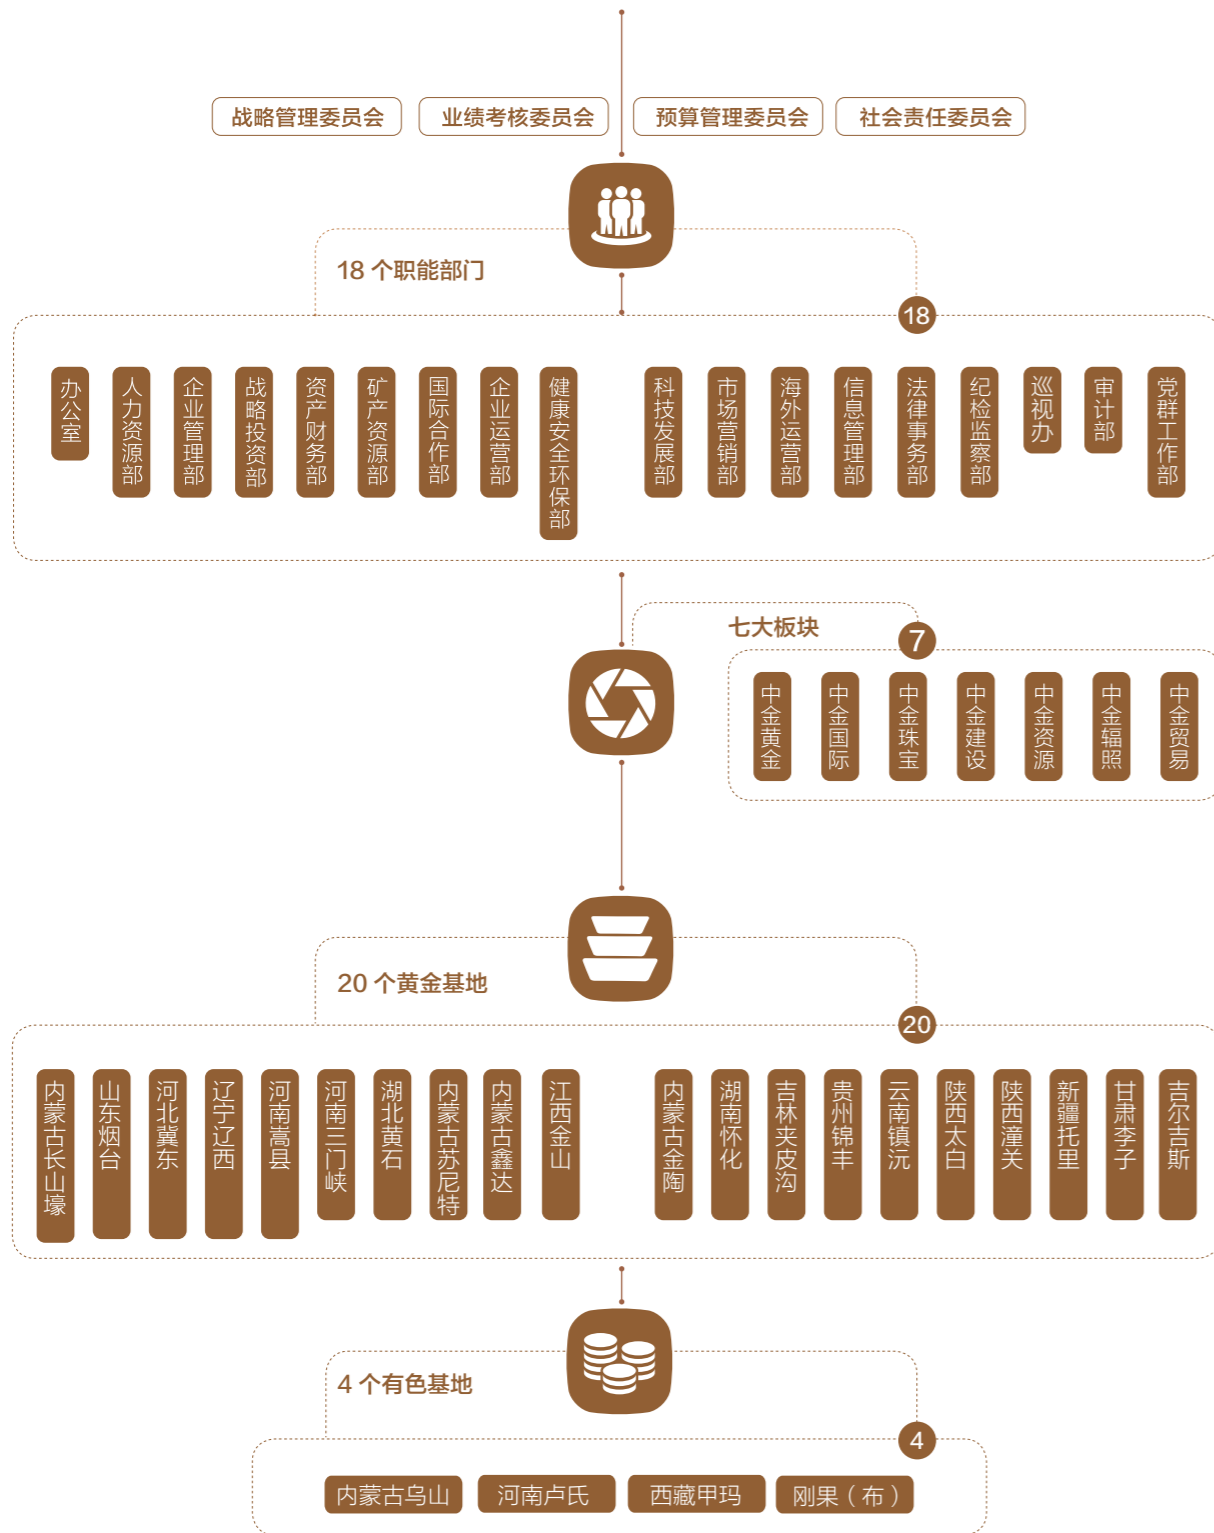 战略管理委员会
业绩考核委员会
预算管理委员会
社会责任委员会
18 个职能部门
18
办公室
人力资源部
企业管理部
战略投资部
资产财务部
矿产资源部
国际合作部
企业运营部
健康安全环保部
科技发展部
市场营销部
海外运营部
信息管理部
法律事务部
纪检监察部
巡视办
审计部
党群工作部
七大板块
7
中金黄金
中金国际
中金珠宝
中金建设
中金资源
中金辐照
中金贸易
20 个黄金基地
20
内蒙古长山壕
山东烟台
河北冀东
辽宁辽西
河南嵩县
河南三门峡
湖北黄石
内蒙古苏尼特
内蒙古鑫达
江西金山
内蒙古金陶
湖南怀化
吉林夹皮沟
贵州锦丰
云南镇沅
陕西太白
陕西潼关
新疆托里
甘肃李子
吉尔吉斯
4 个有色基地
4
内蒙古乌山
河南卢氏
西藏甲玛
刚果（布）